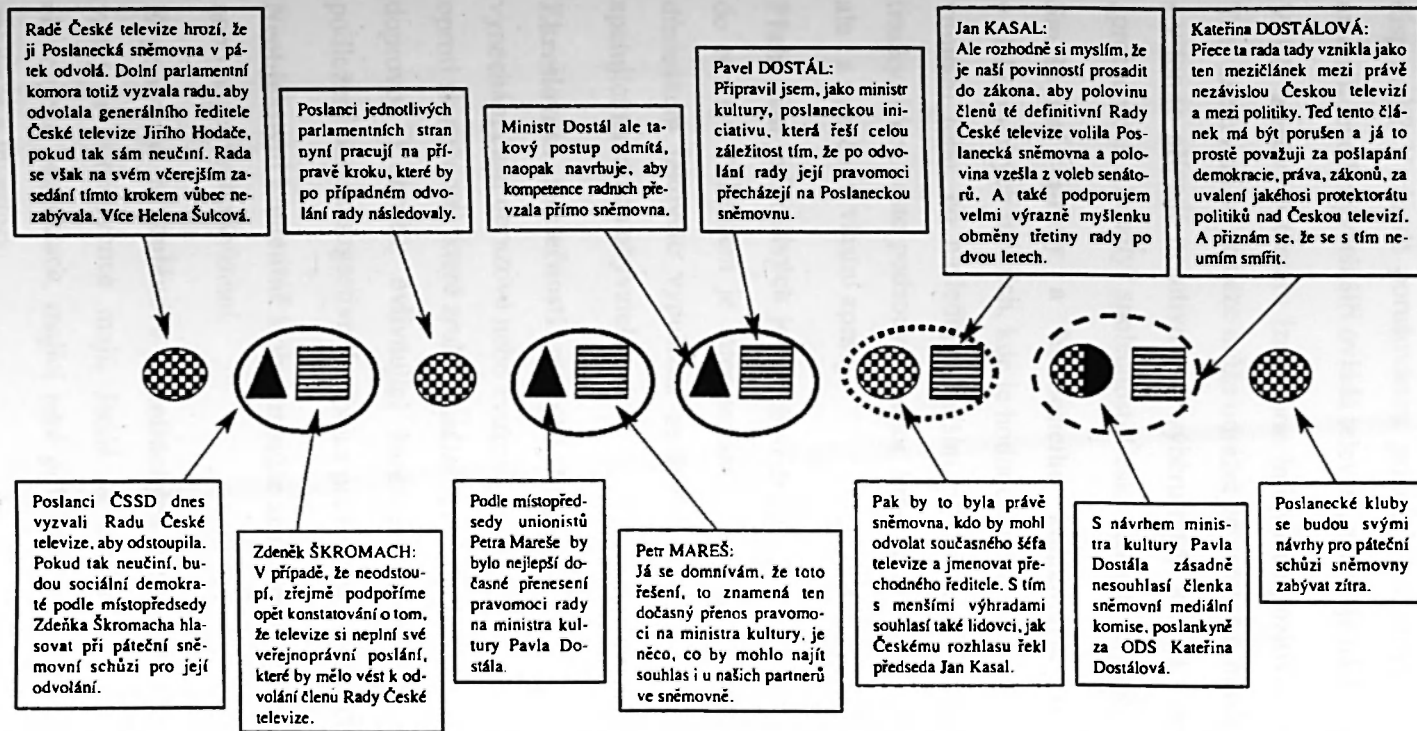 Radě České televize hrozí, že
ji Poslanecká sněmovna v pá-
tek odvolá. Dolní parlamentní
komora totiž vyzvala radu, aby
odvolala generálního ředitele
České televize Jiřího Hodače,
pokud tak sám neučiní. Rada
se však na svém včerejším za-
sedání tímto krokem vůbec ne-
zabývala. Více Helena Šulcová.
Poslanci jednotlivých
parlamentních stran
nyní pracují na pří-
pravě kroku, které by
po případném odvo-
lání rady následovaly.
Ministr Dostál ale ta-
kový postup odmítá,
naopak navrhuje, aby
kompetence radních pře-
vzala přímo sněmovna.
Pavel DOSTÁL:
Připravil jsem, jako ministr
kultury, poslaneckou ini-
ciativu, která řeší celou
záležitost tím, že po odvo-
lání rady její pravomoci
přecházejí na Poslaneckou
sněmovnu.
Jan KASAL:
Ale rozhodně si myslím, že
je naší povinností prosadit
do zákona, aby polovinu
členů té definitivní Rady
České televize volila Pos-
lanecká sněmovna a polo-
vina vzešla z voleb senáto-
rů. A také podporujem
velmi výrazně myšlenku
obměny třetiny rady po
dvou letech.
Kateřina DOSTÁLOVÁ:
Přece ta rada tady vznikla jako
ten mezičlánek mezi právě
nezávislou Českou televizí
a mezi politiky. Teď tento člá-
nek má být porušen a já to
prostě považuji za pošlapání
demokracie, práva, zákonů, za
uvalení jakéhosi protektorátu
politiků nad Českou televizí.
A přiznám se, že se s tím ne-
umím smířit.
Poslanci ČSSD dnes
vyzvali Radu České
televize, aby odstoupila.
Pokud tak neučiní, bu-
dou sociální demokra-
té podle místopředsedy
Zdeňka Škromacha hla-
sovat při páteční sně-
movní schůzi pro její
odvolání.
Zdeněk ŠKROMACH:
V případě, že neodstou-
pí, zřejmě podpoříme
opět konstatování o tom,
že televize si neplní své
veřejnoprávní poslání,
které by mělo vést k od-
volání členu Rady České
televize.
Podle místopřed-
sedy unionistů
Petra Mareše by
bylo nejlepší do-
časné přenesení
pravomoci rady
na ministra kul-
tury Pavla Do-
stála.
Petr MAREŠ:
Já se domnívám, že toto
řešení, to znamená ten
dočasný přenos pravomo-
ci na ministra kultury, je
něco, co by mohlo najít
souhlas i u našich partnerů
ve sněmovně.
Pak by to byla právě
sněmovna, kdo by mohl
odvolat současného šéfa
televize a jmenovat pře-
chodného ředitele. S tím
s menšími výhradami
souhlasí také lidovci, jak
Českému rozhlasu řekl
předseda Jan Kasal.
S návrhem minis-
tra kultury Pavla
Dostála zásadně
nesouhlasí členka
sněmovní mediální
komise, poslankyně
za ODS Kateřina
Dostálová.
Poslanecké kluby
se budou svými
návrhy pro páteční
schůzi sněmovny
zabývat zítra.